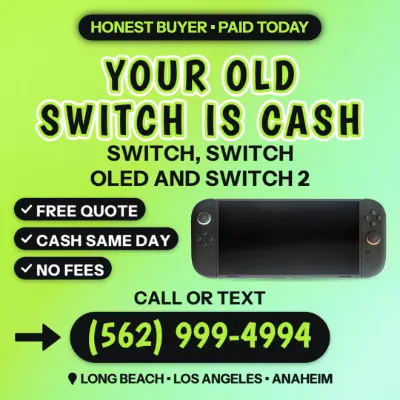 HONEST BUYER • PAID TODAY
YOUR OLD
SWITCH IS CASH
SWITCH, SWITCH
OLED AND SWITCH 2
FREE QUOTE
CASH SAME DAY
NO FEES
CALL OR TEXT
(562) 999-4994
LONG BEACH • LOS ANGELES • ANAHEIM